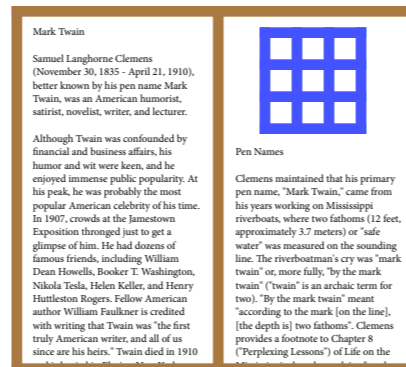 Mark Twain
Samuel Langhorne Clemens
(November 30, 1835 - April 21, 1910),
better known by his pen name Mark
Twain, was an American humorist,
satirist, novelist, writer, and lecturer.
Although Twain was confounded by
financial and business affairs, his
humor and wit were keen, and he
enjoyed immense public popularity. At
his peak, he was probably the most
popular American celebrity of his time.
In 1907, crowds at the Jamestown
Exposition thronged just to get a
glimpse of him. He had dozens of
famous friends, including William
Dean Howells, Booker T. Washington,
Nikola Tesla, Helen Keller, and Henry
Huttleston Rogers. Fellow American
author William Faulkner is credited
with writing that Twain was "the first
truly American writer, and all of us
since are his heirs." Twain died in 1910
Pen Names
Clemens maintained that his primary
pen name, "Mark Twain," came from
his years working on Mississippi
riverboats, where two fathoms (12 feet,
approximately 3.7 meters) or "safe
water" was measured on the sounding
line. The riverboatman's cry was "mark
twain" or, more fully, "by the mark
twain" ("twain" is an archaic term for
two). "By the mark twain" meant
"according to the mark [on the line],
[the depth is] two fathoms". Clemens
provides a footnote to Chapter 8
("Perplexing Lessons") of Life on the